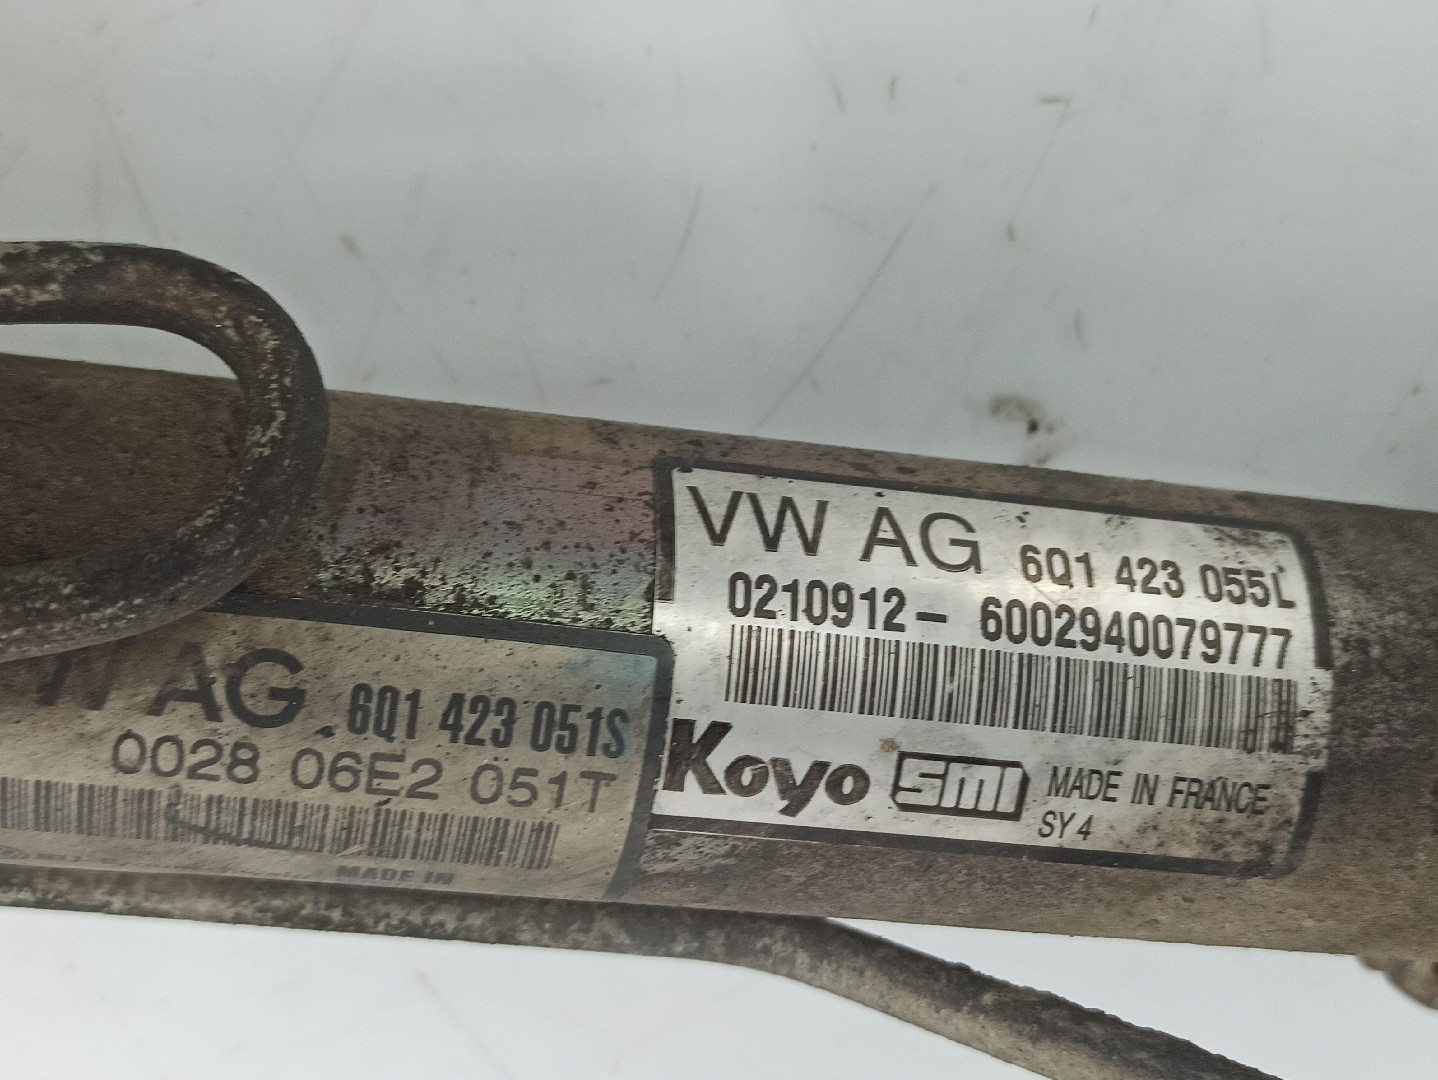 VW AG 6Q1 423 055L
0210912- 6002940079777
Koyo SMI MADE IN FRANCE
SY4
W AG 6Q1 423 051S
0028 06E2 051T
MADE IN